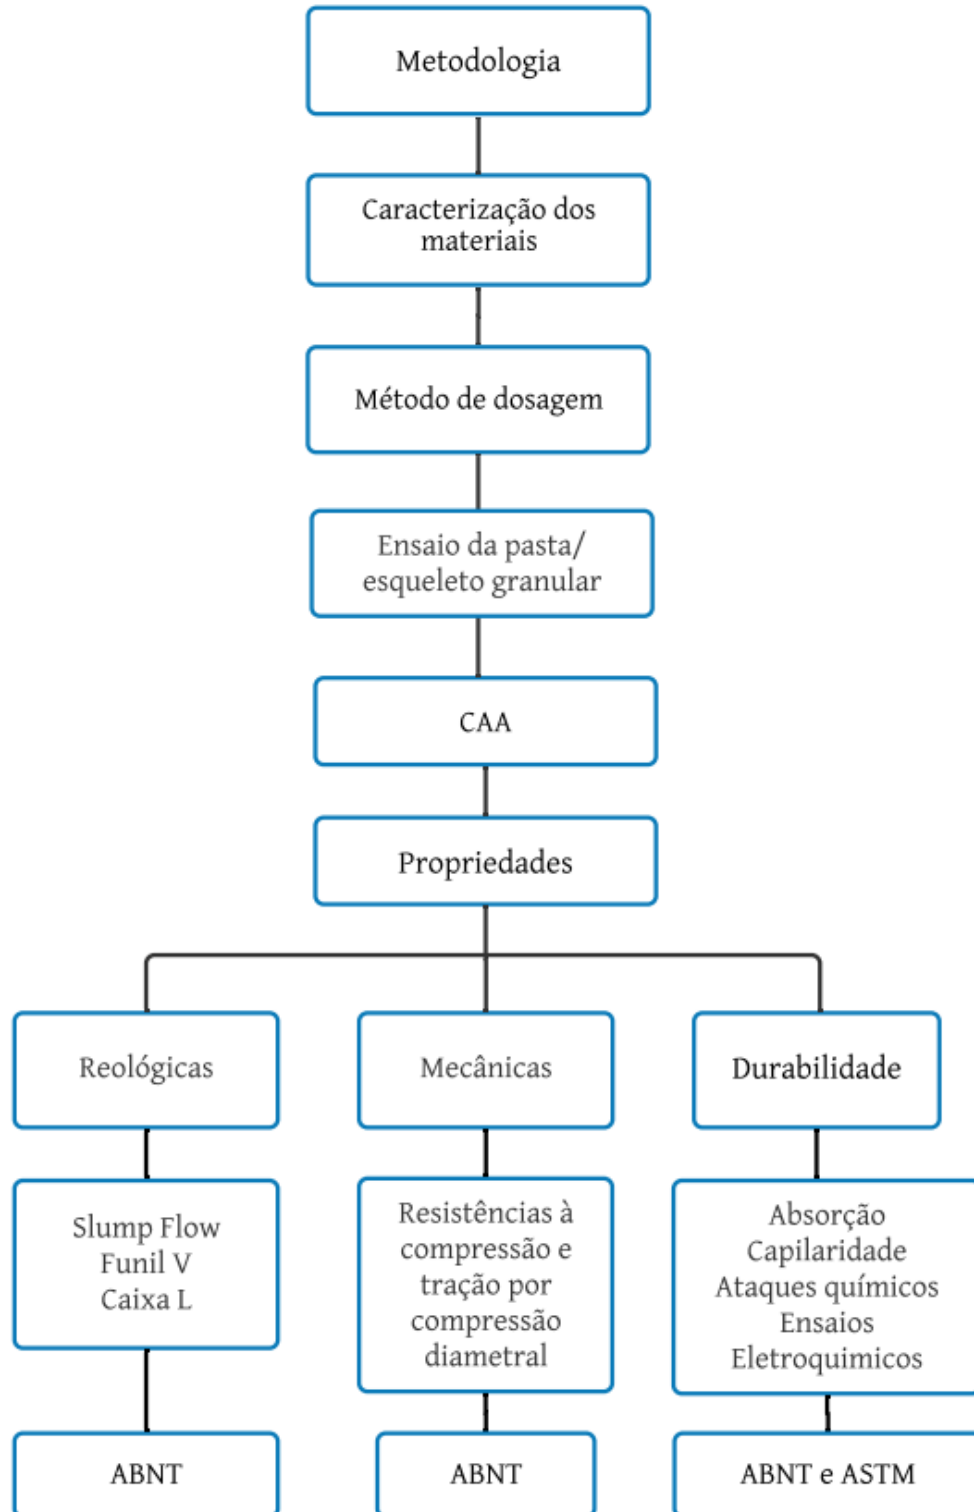 Metodologia
Caracterização dos
materiais
Método de dosagem
Ensaio da pasta/
esqueleto granular
CAA
Propriedades
Reológicas
Mecânicas
Durabilidade
Slump Flow
Funil V
Caixa L
Resistências à
compressão e
tração por
compressão
diametral
Absorção
Capilaridade
Ataques químicos
Ensaios
Eletroquimicos
ABNT
ABNT
ABNT e ASTM